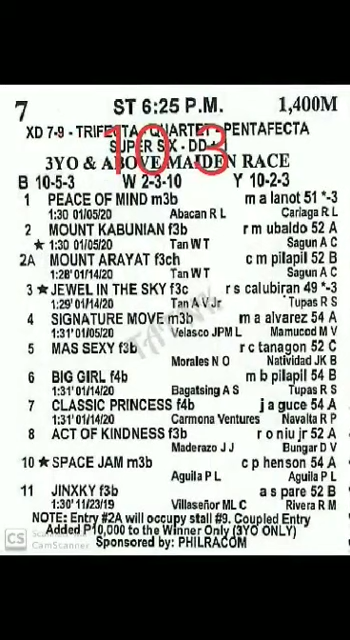 7 ST 6:25 P.M. 1,400M
XD 7-9 - TRIFECTA - QUARTET - PENTAFECTA
SUPER SIX - DD+1
10 3
3YO & ABOVE MAIDEN RACE
B 10-5-3 W 2-3-10 Y 10-2-3
1 PEACE OF MIND m3b m a lanot 51 *-3
1:30 01/05/20 Abacan R L Cariaga R L
2 MOUNT KABUNIAN f3b r m ubaldo 52 A
★ 1:30 01/05/20 Tan W T Sagun A C
2A MOUNT ARAYAT f3ch c m pilapil 52 B
1:28' 01/14/20 Tan W T Sagun A C
3 ★ JEWEL IN THE SKY f3c r s calubiran 49 *-3
1:29' 01/14/20 Tan A V Jr Tupas R S
4 SIGNATURE MOVE m3b m a alvarez 54 A
1:31' 01/05/20 Velasco JPM L Mamucod M V
5 MAS SEXY f3b r c tanagon 52 C
Morales N O Natividad JK B
6 BIG GIRL f4b m b pilapil 54 B
1:31' 01/14/20 Bagatsing A S Tupas R S
7 CLASSIC PRINCESS f4b j a guce 54 A
1:31' 01/14/20 Carmona Ventures Navalta R P
8 ACT OF KINDNESS f3b r o niu jr 52 A
Maderazo J J Bungar D V
10 ★ SPACE JAM m3b c p henson 54 A
Aguila P L Aguila P L
11 JINXKY f3b a s pare 52 B
1:30' 11/23/19 Villaseñor ML C Rivera R M
NOTE: Entry #2A will occupy stall #9. Coupled Entry
Added P10,000 to the Winner Only (3YO ONLY)
Sponsored by: PHILRACOM
CS
CamScanner